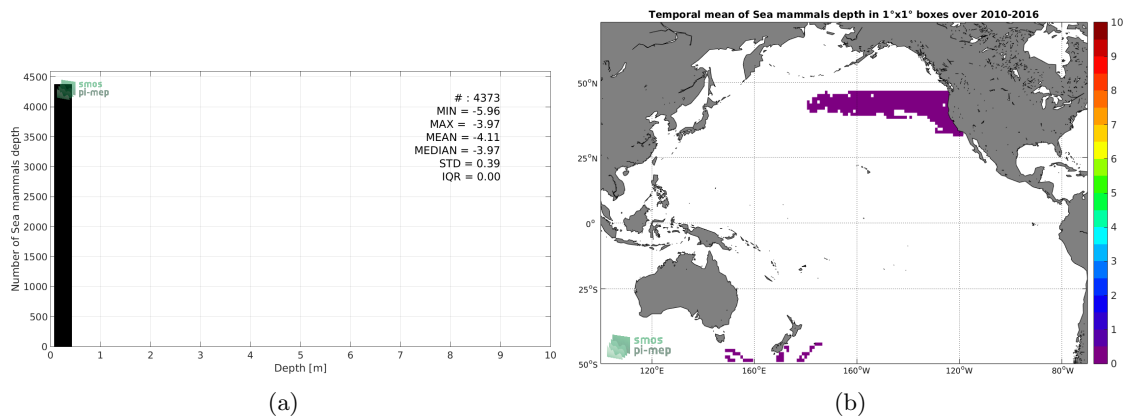 smos
pi-mep
# : 4373
MIN = -5.96
MAX = -3.97
MEAN = -4.11
MEDIAN = -3.97
STD = 0.39
IQR = 0.00
Number of Sea mammals depth
4500
4000
3500
3000
2500
2000
1500
1000
500
0
0 1 2 3 4 5 6 7 8 9 10
Depth [m]
(a)
Temporal mean of Sea mammals depth in 1°x1° boxes over 2010-2016
50°N
25°N
0°
25°S
50°S
120°E 160°E 160°W 120°W 80°W
smos
pi-mep
10
9
8
7
6
5
4
3
2
1
0
(b)